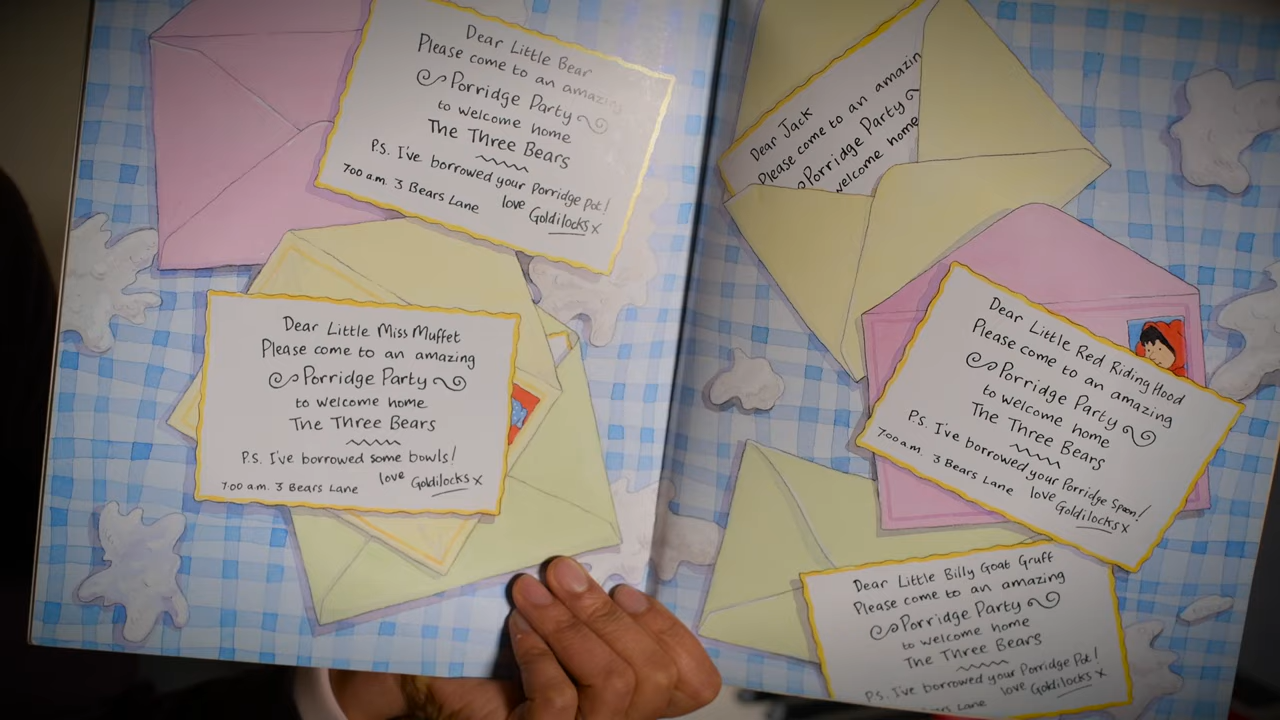 Dear Little Bear
Please come to an amazing
Porridge Party
to welcome home
The Three Bears
P.S. I've borrowed your Porridge Pot!
7.00 a.m. 3 Bears Lane
love
Goldilocks x
Dear Little Miss Muffet
Please come to an amazing
Porridge Party
to welcome home
The Three Bears
P.S. I've borrowed some bowls!
7.00 a.m. 3 Bears Lane
love
Goldilocks x
Dear Jack
Please come to an amazin
Porridge Party
welcome home
Dear Little Red Riding Hood
Please come to an amazing
Porridge Party
to welcome home
The Three Bears
P.S. I've borrowed your Porridge Spoon!
7.00 a.m. 3 Bears Lane
love
Goldilocks x
Dear Little Billy Goat Gruff
Please come to an amazing
Porridge Party
to welcome home
The Three Bears
P.S. I've borrowed your Porridge Pot!
love Goldilocks x
Lane